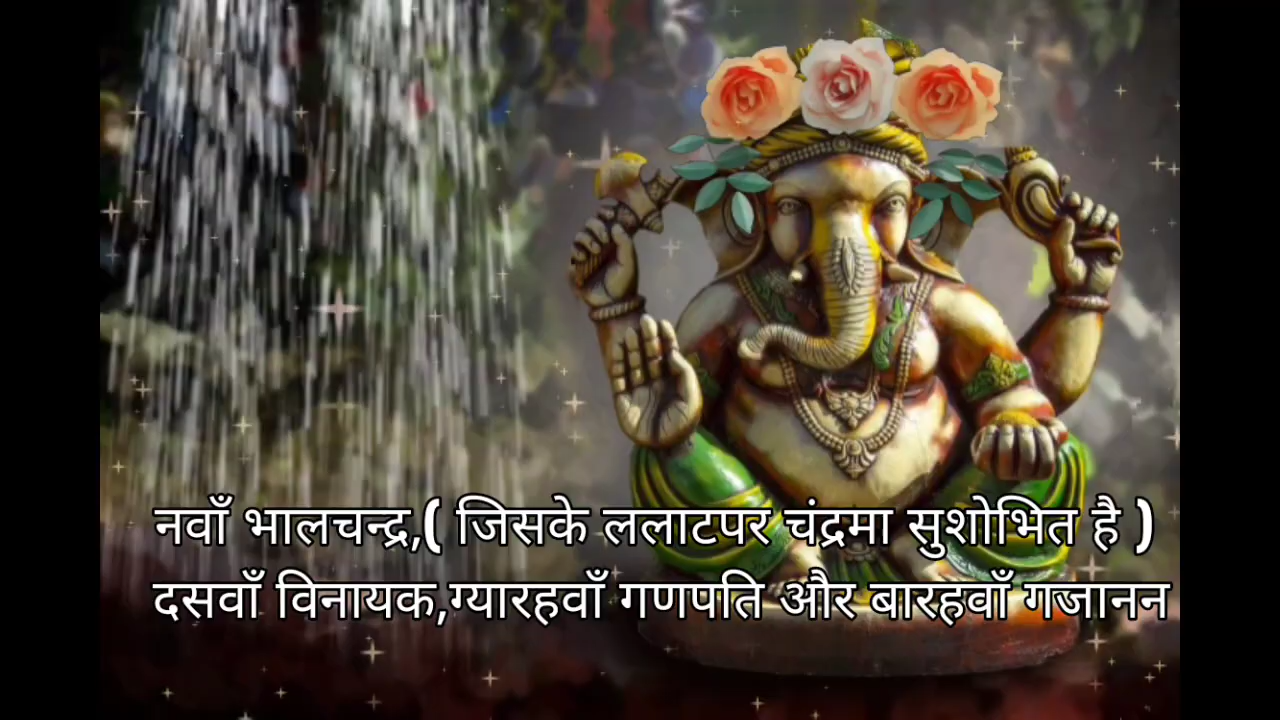 नवाँ भालचन्द्र,( जिसके ललाटपर चंद्रमा सुशोभित है )
दसवाँ विनायक,ग्यारहवाँ गणपति और बारहवाँ गजानन